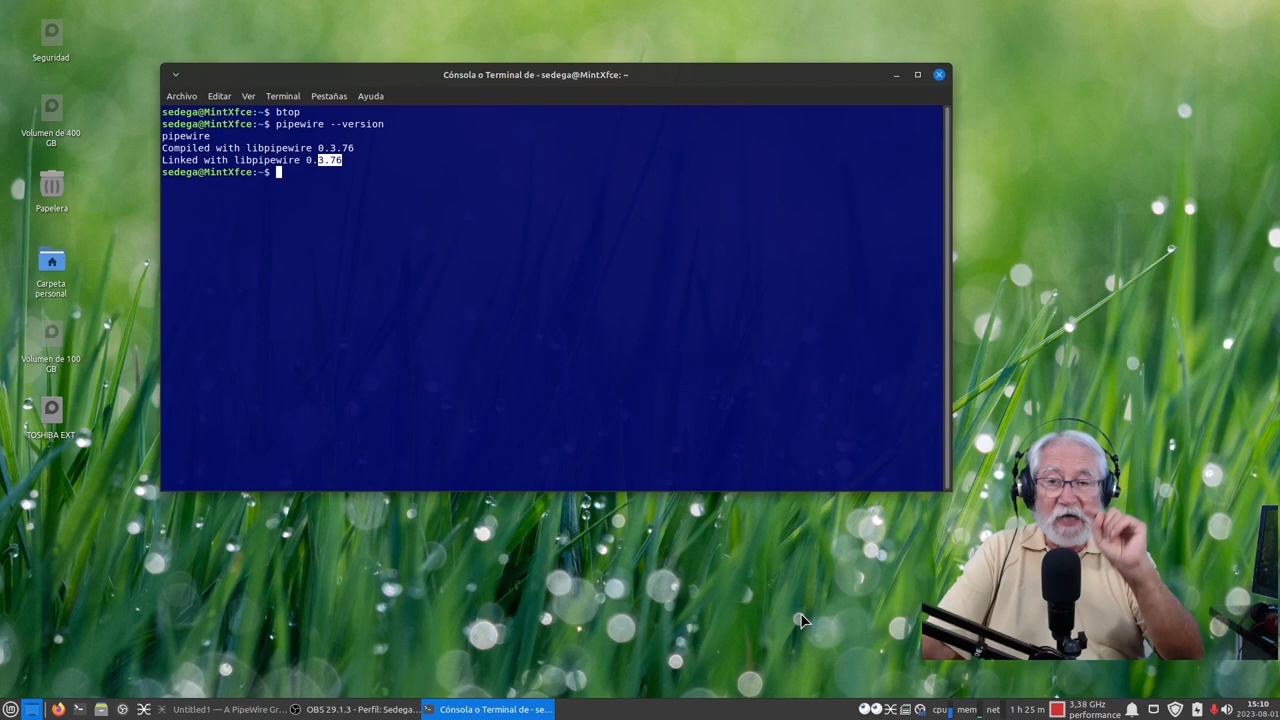 Seguridad
Volumen de 400
GB
Papelera
Carpeta
personal
Volumen de 100
GB
TOSHIBA EXT
Cónsola o Terminal de - sedega@MintXfce: ~
Archivo Editar Ver Terminal Pestañas Ayuda
sedega@MintXfce:~$ btop
sedega@MintXfce:~$ pipewire --version
pipewire
Compiled with libpipewire 0.3.76
Linked with libpipewire 0.3.76
sedega@MintXfce:~$
Untitled1 — A PipeWire Gr...
OBS 29.1.3 - Perfil: Sedega...
Cónsola o Terminal de - se...
cpu mem net
1 h 25 m
3,38 GHz
performance
15:10
2023-08-01